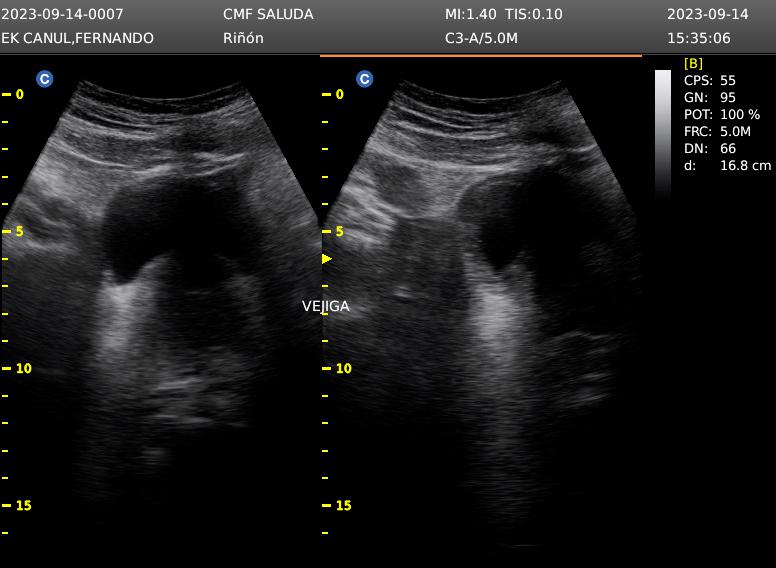 2023-09-14-0007 CMF SALUDA MI:1.40 TIS:0.10 2023-09-14
EK CANUL,FERNANDO Riñón C3-A/5.0M 15:35:06
C
C
[B]
CPS: 55
GN: 95
POT: 100 %
FRC: 5.0M
DN: 66
d: 16.8 cm
0
5
10
15
0
5
10
15
VEJIGA